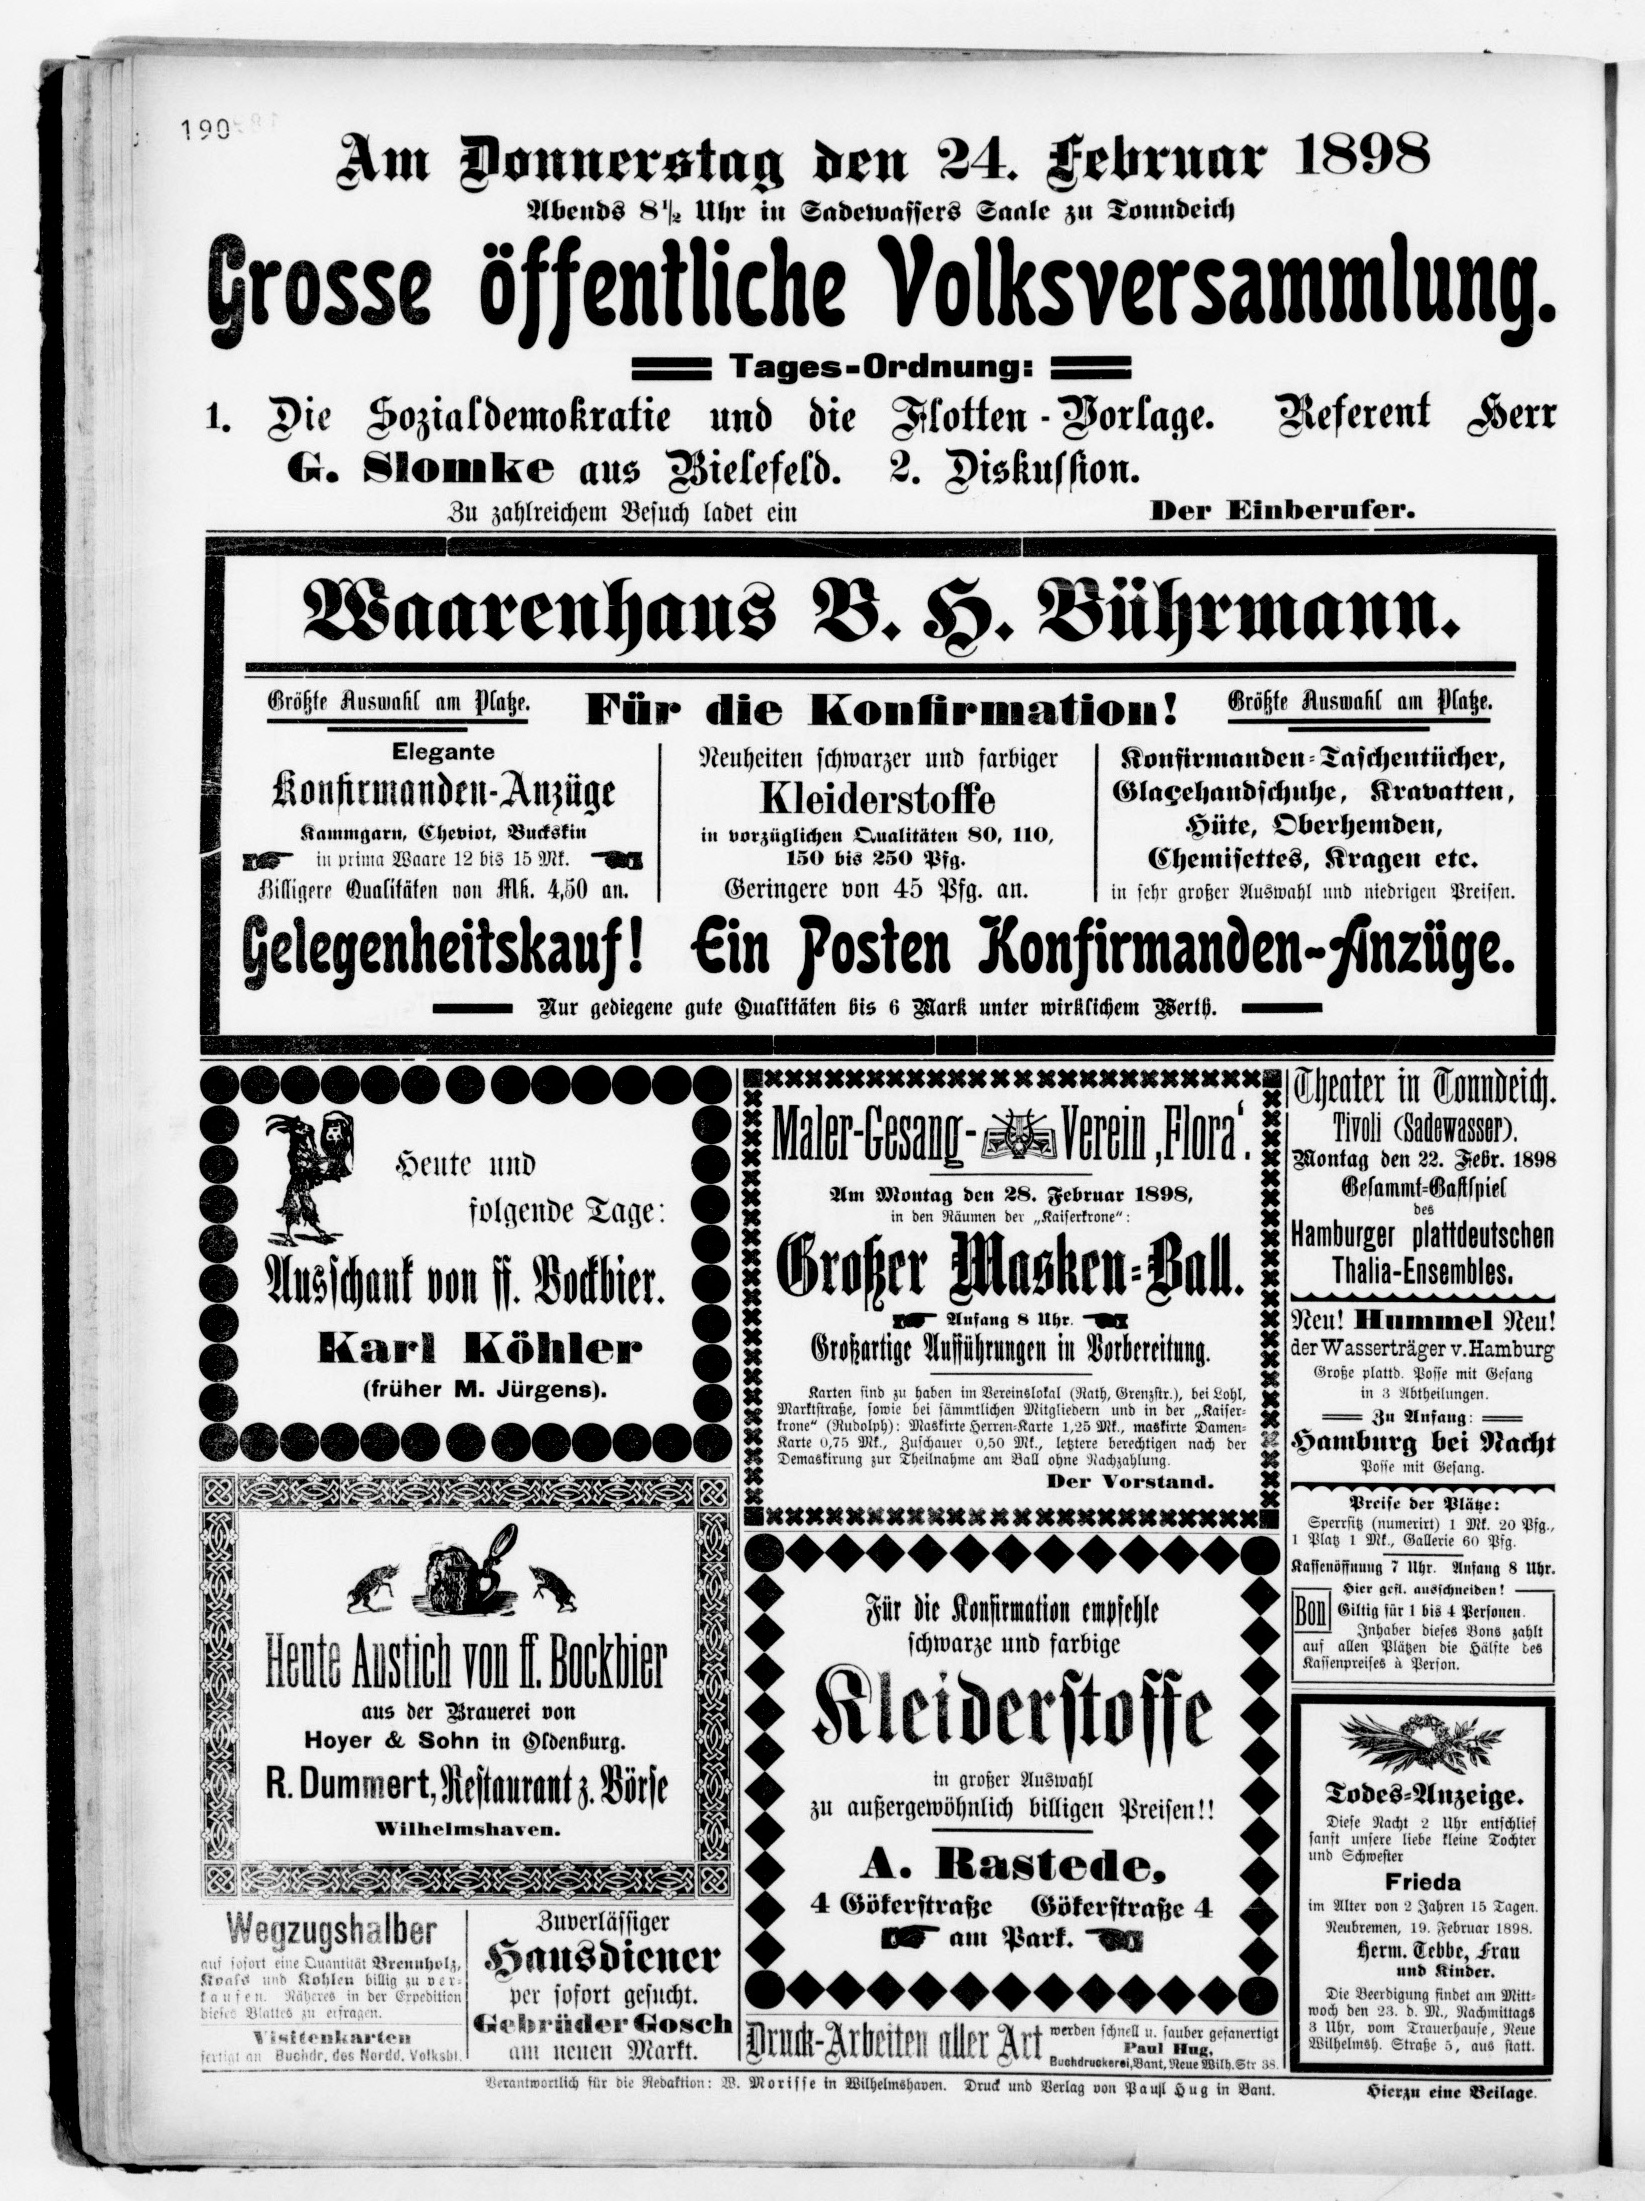 190
Am Donnerstag den 24. Februar 1898
Abends 8½ Uhr in Sadewassers Saale zu Tonndeich
Grosse öffentliche Volksversammlung.
Tages-Ordnung:
1. Die Sozialdemokratie und die Flotten-Vorlage. Referent Herr
G. Slomke aus Bielefeld. 2. Diskussion.
Zu zahlreichem Besuch ladet ein Der Einberufer.
Waarenhaus B. H. Bührmann.
Größte Auswahl am Platze. Für die Konfirmation! Größte Auswahl am Platze.
Elegante
Konfirmanden-Anzüge
Kammgarn, Cheviot, Buckskin
in prima Waare 12 bis 15 Mk.
Billigere Qualitäten von Mk. 4,50 an.
Neuheiten schwarzer und farbiger
Kleiderstoffe
in vorzüglichen Qualitäten 80, 110,
150 bis 250 Pfg.
Geringere von 45 Pfg. an.
Konfirmanden-Taschentücher,
Glaçehandschuhe, Kravatten,
Hüte, Oberhemden,
Chemisettes, Kragen etc.
in sehr großer Auswahl und niedrigen Preisen.
Gelegenheitskauf! Ein Posten Konfirmanden-Anzüge.
Nur gediegene gute Qualitäten bis 6 Mark unter wirklichem Werth.
Heute und
folgende Tage:
Ausschank von ff. Bockbier.
Karl Köhler
(früher M. Jürgens).
Heute Anstich von ff. Bockbier
aus der Brauerei von
Hoyer & Sohn in Oldenburg.
R. Dummert, Restaurant z. Börse
Wilhelmshaven.
Wegzugshalber
auf sofort eine Quantität Brennholz,
Koals und Kohlen billig zu ver-
kaufen. Näheres in der Expedition
dieses Blattes zu erfragen.
Visitenkarten
fertigt an Buchdr. des Nordd. Volksbl.
Zuverlässiger
Hausdiener
per sofort gesucht.
Gebrüder Gosch
am neuen Markt.
Maler-Gesang-Verein ‚Flora‘.
Am Montag den 28. Februar 1898,
in den Räumen der „Kaiserkrone“:
Großer Masken-Ball.
Anfang 8 Uhr.
Großartige Aufführungen in Vorbereitung.
Karten sind zu haben im Vereinslokal (Rath, Grenzstr.), bei Lohl,
Marktstraße, sowie bei sämmtlichen Mitgliedern und in der „Kaiser-
krone“ (Rudolph): Maskirte Herren-Karte 1,25 Mk., maskirte Damen-
Karte 0,75 Mk., Zuschauer 0,50 Mk., letztere berechtigen nach der
Demaskirung zur Theilnahme am Ball ohne Nachzahlung.
Der Vorstand.
Für die Konfirmation empfehle
schwarze und farbige
Kleiderstoffe
in großer Auswahl
zu außergewöhnlich billigen Preisen!!
A. Rastede,
4 Gökerstraße Gökerstraße 4
am Park.
Druck-Arbeiten aller Art
werden schnell u. sauber gefanertigt
Paul Hug,
Buchdruckerei, Bant, Neue Wilh. Str 38.
Theater in Tonndeich.
Tivoli (Sadewasser).
Montag den 22. Febr. 1898
Gesammt-Gastspiel
des
Hamburger plattdeutschen
Thalia-Ensembles.
Neu! Hummel Neu!
der Wasserträger v. Hamburg
Große plattd. Posse mit Gesang
in 3 Abtheilungen.
Zu Anfang:
Hamburg bei Nacht
Posse mit Gesang.
Preise der Plätze:
Sperrsitz (numerirt) 1 Mk. 20 Pfg.,
1 Platz 1 Mk., Gallerie 60 Pfg.
Kassenöffnung 7 Uhr. Anfang 8 Uhr.
Hier gefl. ausschneiden!
Bon Giltig für 1 bis 4 Personen.
Inhaber dieses Bons zahlt
auf allen Plätzen die Hälfte des
Kassenpreises à Person.
Todes-Anzeige.
Diese Nacht 2 Uhr entschlief
sanft unsere liebe kleine Tochter
und Schwester
Frieda
im Alter von 2 Jahren 15 Tagen.
Neubremen, 19. Februar 1898.
Herm. Tebbe, Frau
und Kinder.
Die Beerdigung findet am Mitt-
woch den 23. d. M., Nachmittags
3 Uhr, vom Trauerhause, Neue
Wilhelmsh. Straße 5, aus statt.
Verantwortlich für die Redaktion: W. Morisse in Wilhelmshaven. Druck und Verlag von Paul Hug in Bant.
Hierzu eine Beilage.